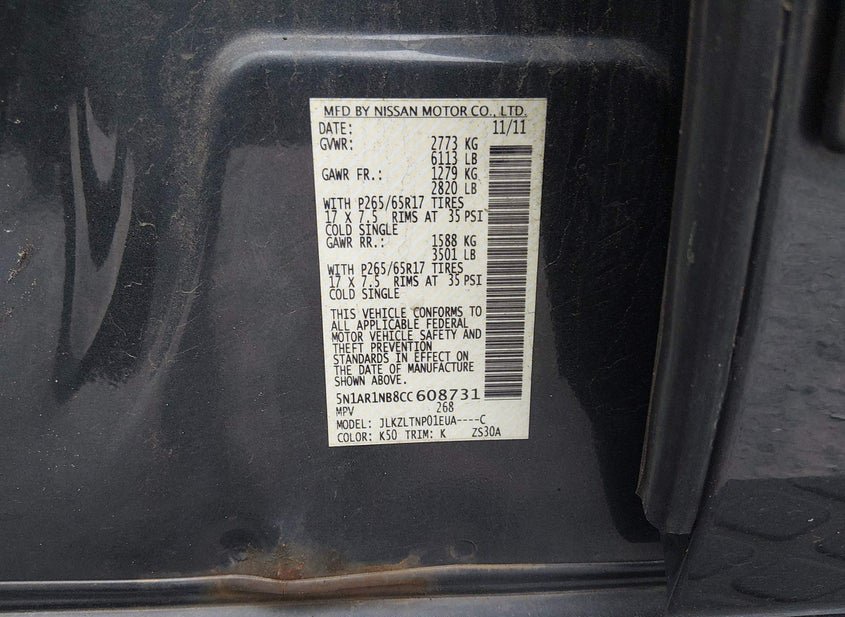 MFD BY NISSAN MOTOR CO., LTD.
DATE: 11/11
GVWR: 2773 KG
6113 LB
GAWR FR.: 1279 KG
2820 LB
WITH P265/65R17 TIRES
17 X 7.5 RIMS AT 35 PSI
COLD SINGLE
GAWR RR.: 1588 KG
3501 LB
WITH P265/65R17 TIRES
17 X 7.5 RIMS AT 35 PSI
COLD SINGLE
THIS VEHICLE CONFORMS TO
ALL APPLICABLE FEDERAL
MOTOR VEHICLE SAFETY AND
THEFT PREVENTION
STANDARDS IN EFFECT ON
THE DATE OF MANUFACTURE
SHOWN ABOVE.
5N1AR1NB8CC608731
MPV 268
MODEL: JLKZLTNP01EUA----C
COLOR: K50 TRIM: K ZS30A